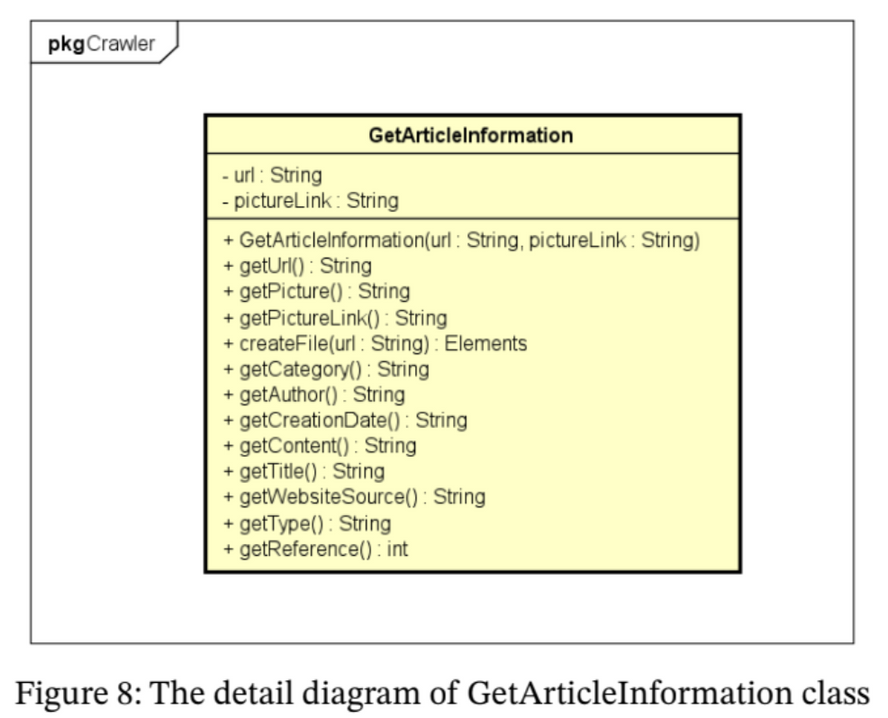 pkgCrawler
GetArticleInformation
- url : String
- pictureLink : String
+ GetArticleInformation(url : String, pictureLink : String)
+ getUrl() : String
+ getPicture() : String
+ getPictureLink() : String
+ createFile(url : String) : Elements
+ getCategory() : String
+ getAuthor() : String
+ getCreationDate() : String
+ getContent() : String
+ getTitle() : String
+ getWebsiteSource() : String
+ getType() : String
+ getReference() : int
Figure 8: The detail diagram of GetArticleInformation class